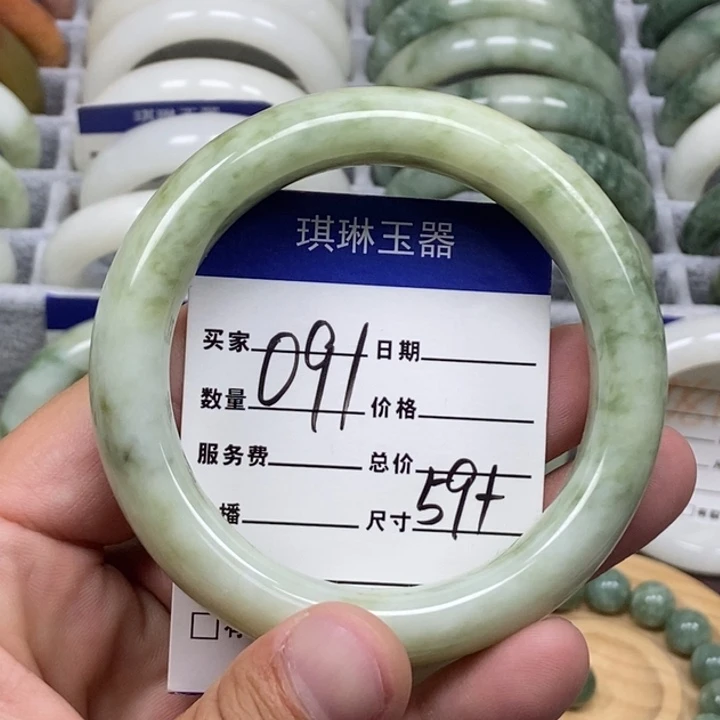 琪琳玉器
买家 091 日期
数量 价格
服务费 总价
播 尺寸 59+